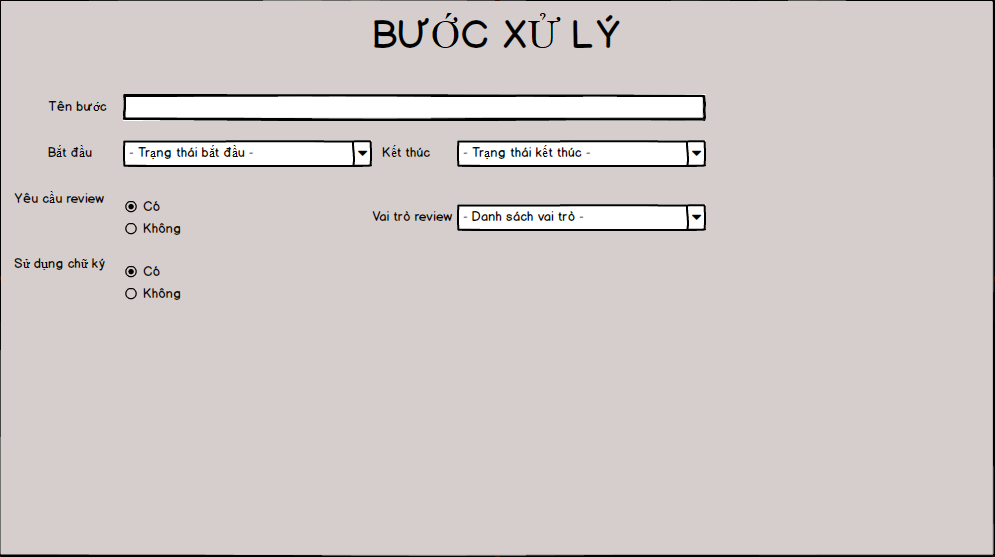 BƯỚC XỬ LÝ
Tên bước
Bắt đầu - Trạng thái bắt đầu - Kết thúc - Trạng thái kết thúc -
Yêu cầu review
Có
Không
Vai trò review - Danh sách vai trò -
Sử dụng chữ ký
Có
Không